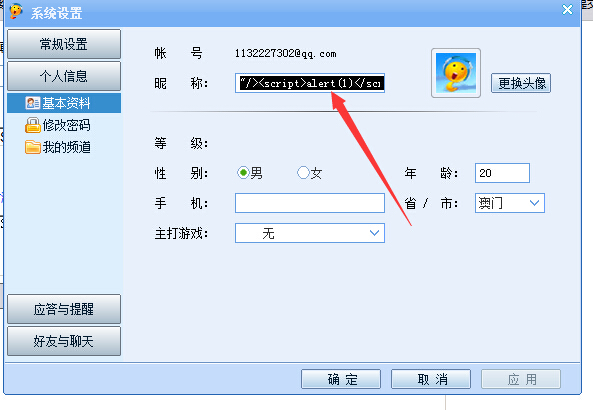 系统设置
常规设置
个人信息
基本资料
修改密码
我的频道
应答与提醒
好友与聊天
帐 号 1132227302@qq.com
昵 称: "/><script>alert(1)</scr
更换头像
等 级:
性 别: 男 女 年 龄: 20
手 机: 省 / 市: 澳门
主打游戏: 无
确 定 取 消 应 用